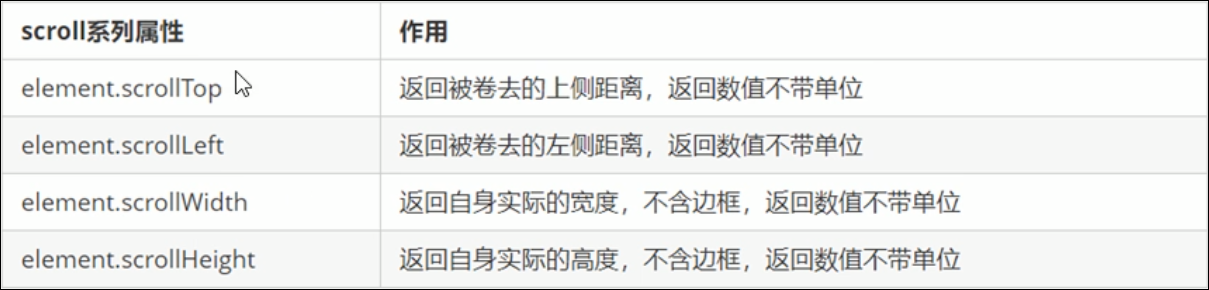 scroll系列属性 作用
element.scrollTop 返回被卷去的上侧距离，返回数值不带单位
element.scrollLeft 返回被卷去的左侧距离，返回数值不带单位
element.scrollWidth 返回自身实际的宽度，不含边框，返回数值不带单位
element.scrollHeight 返回自身实际的高度，不含边框，返回数值不带单位